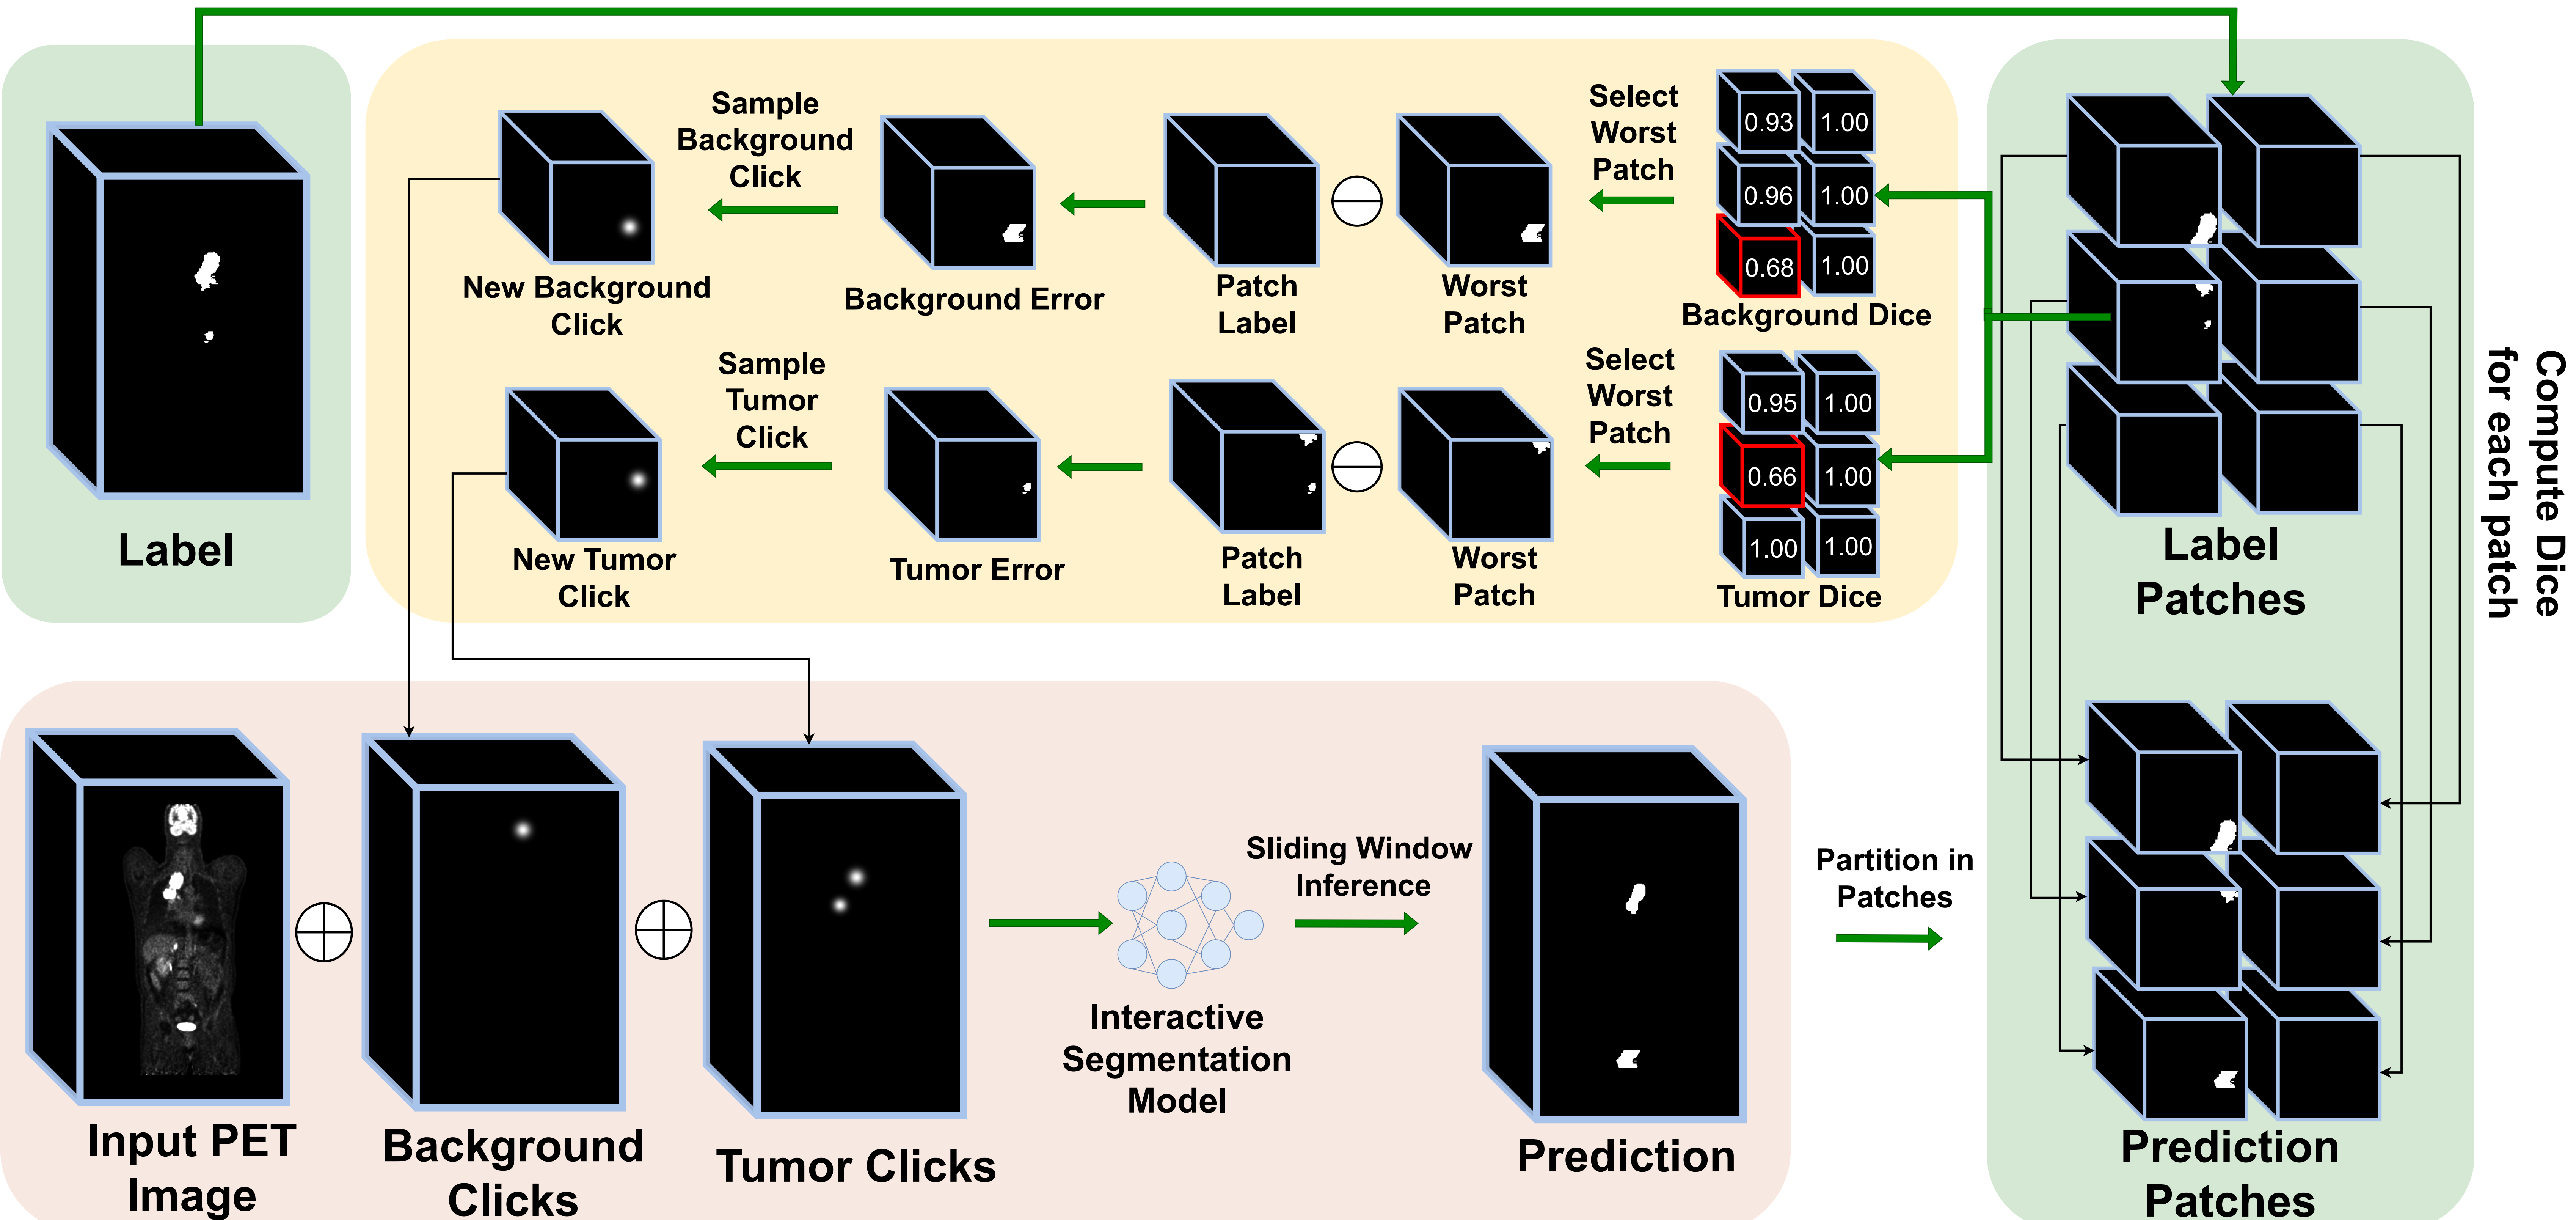 Label
Sample
Background
Click
Select
Worst
Patch
0.93
1.00
0.96
1.00
0.68
1.00
New Background
Click
Background Error
Patch
Label
Worst
Patch
Background Dice
Sample
Tumor
Click
Select
Worst
Patch
0.95
1.00
0.66
1.00
1.00
1.00
New Tumor
Click
Tumor Error
Patch
Label
Worst
Patch
Tumor Dice
Label
Patches
Compute Dice
for each patch
Input PET
Image
Background
Clicks
Tumor Clicks
Interactive
Segmentation
Model
Sliding Window
Inference
Prediction
Partition in
Patches
Prediction
Patches